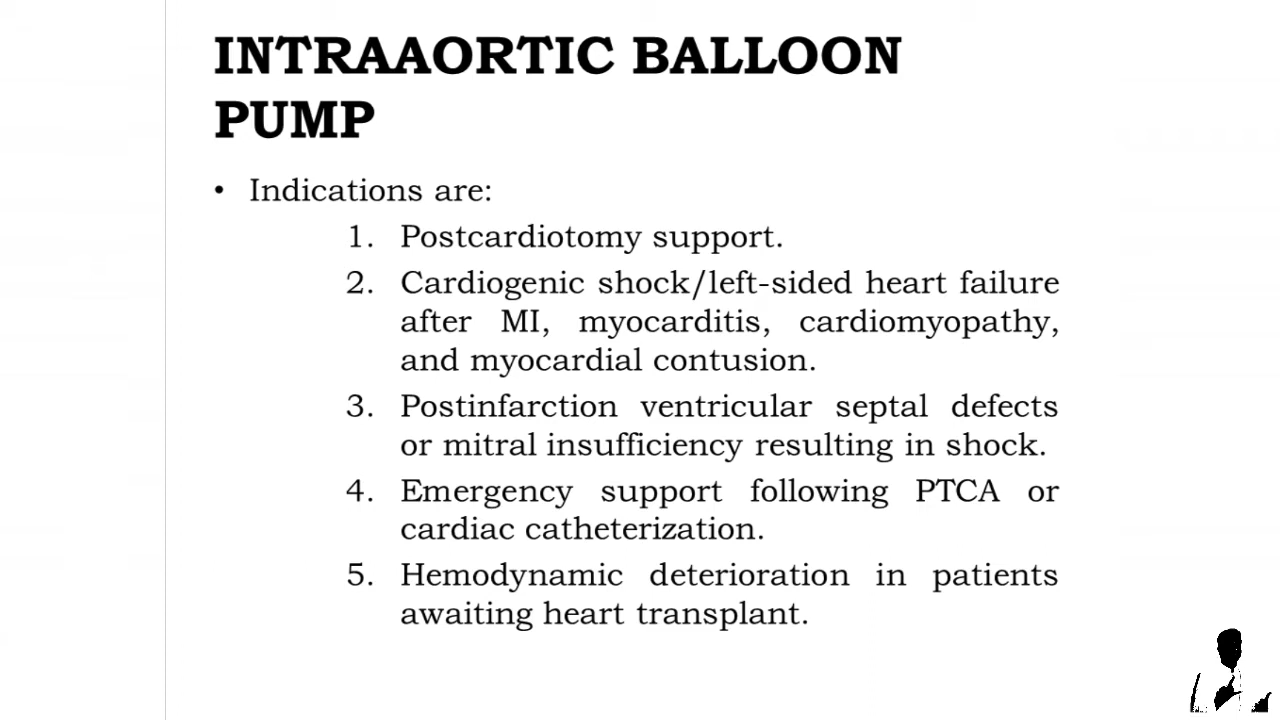 INTRAAORTIC BALLOON
PUMP
• Indications are:
1. Postcardiotomy support.
2. Cardiogenic shock/left-sided heart failure
after MI, myocarditis, cardiomyopathy,
and myocardial contusion.
3. Postinfarction ventricular septal defects
or mitral insufficiency resulting in shock.
4. Emergency support following PTCA or
cardiac catheterization.
5. Hemodynamic deterioration in patients
awaiting heart transplant.